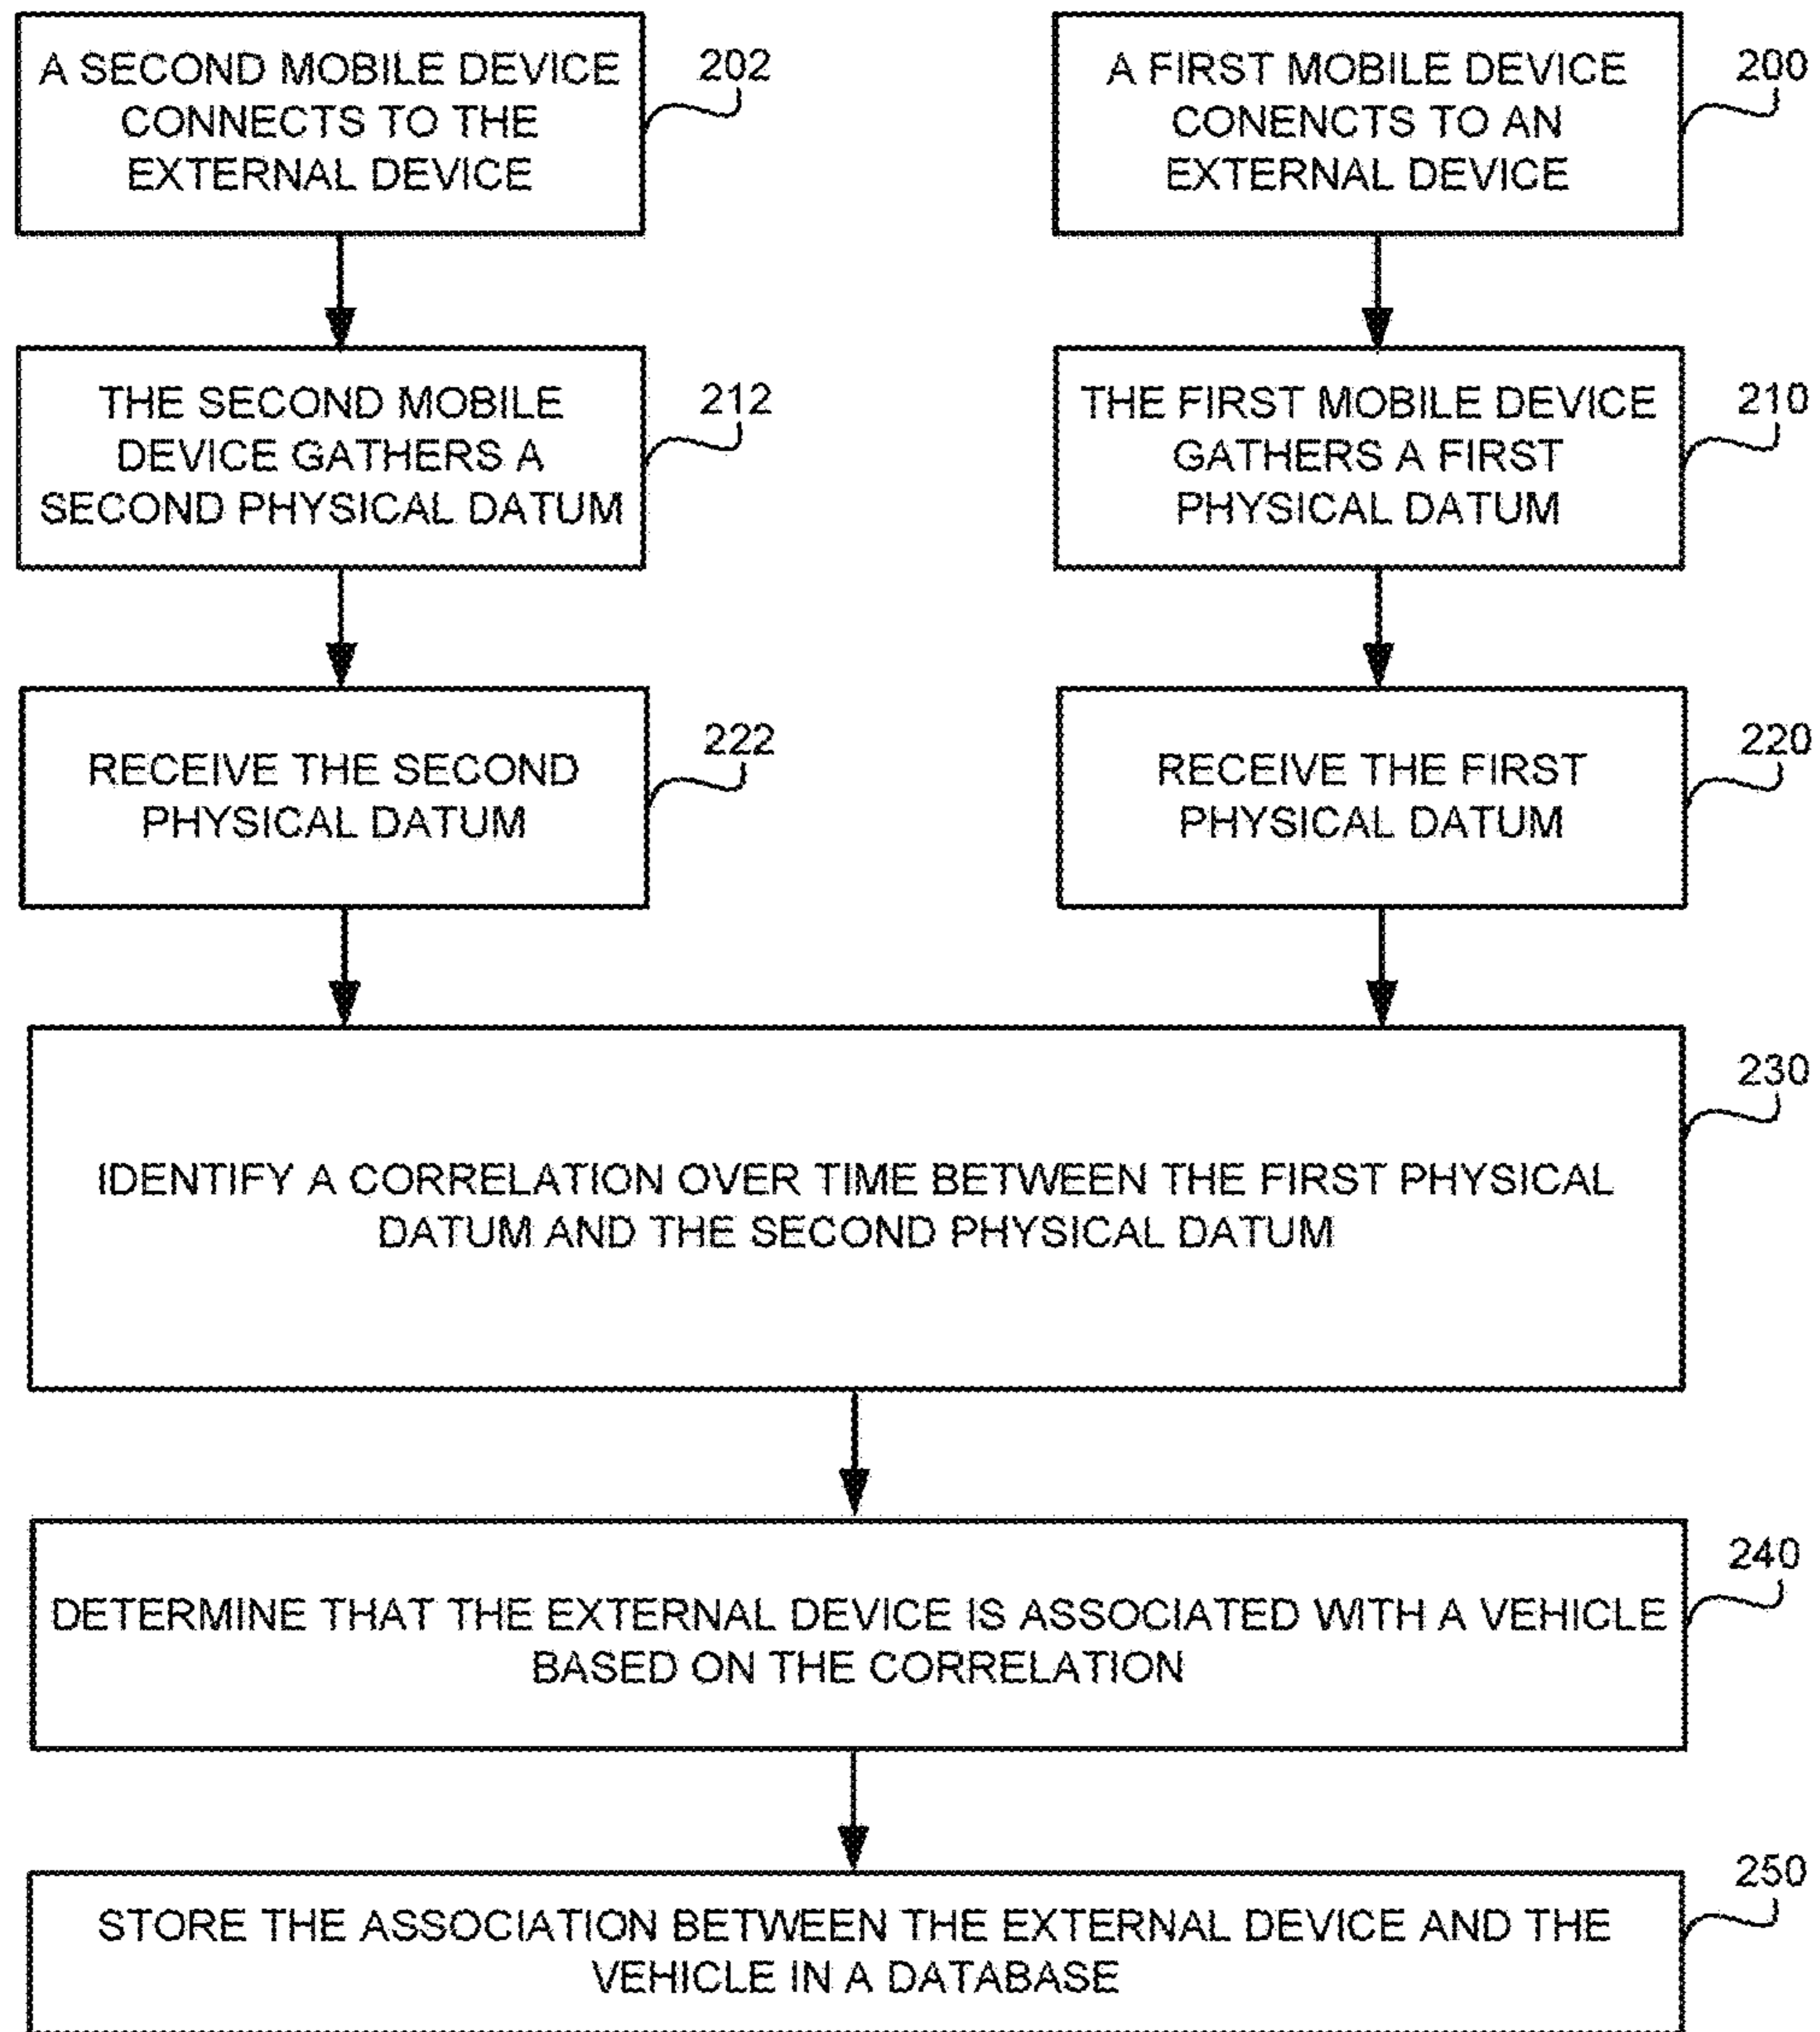 A SECOND MOBILE DEVICE
CONNECTS TO THE
EXTERNAL DEVICE
202
A FIRST MOBILE DEVICE
CONENCTS TO AN
EXTERNAL DEVICE
200
THE SECOND MOBILE
DEVICE GATHERS A
SECOND PHYSICAL DATUM
212
THE FIRST MOBILE DEVICE
GATHERS A FIRST
PHYSICAL DATUM
210
RECEIVE THE SECOND
PHYSICAL DATUM
222
RECEIVE THE FIRST
PHYSICAL DATUM
220
IDENTIFY A CORRELATION OVER TIME BETWEEN THE FIRST PHYSICAL
DATUM AND THE SECOND PHYSICAL DATUM
230
DETERMINE THAT THE EXTERNAL DEVICE IS ASSOCIATED WITH A VEHICLE
BASED ON THE CORRELATION
240
STORE THE ASSOCIATION BETWEEN THE EXTERNAL DEVICE AND THE
VEHICLE IN A DATABASE
250